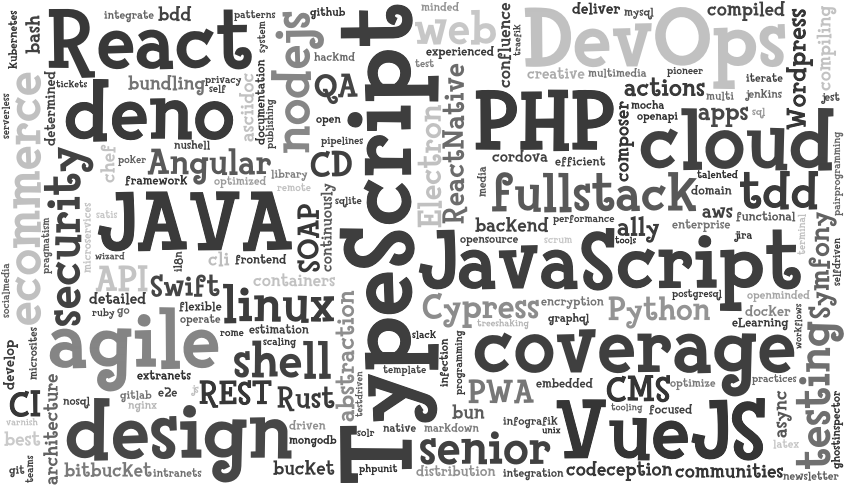 kubernetes
bash
React
integrate
bdd
patterns
system
github
nodejs
hackmd
TypeScript
minded
web
experienced
traefik
confluence
test
deliver
mysql
DevOps
compiled
Wordpress
compiling
serverless
ecommerce
determined
tickets
bundling
privacy
self
deno
asciidoc
documentation
publishing
QA
open
pipelines
nushell
creative
multimedia
pioneer
actions
multi
iterate
jenkins
jest
PHP
composer
mocha
openapi
apps
sql
cloud
pairprogramming
chef
poker
Angular
framework
optimized
library
remote
CD
continuously
sqlite
Electron
ReactNative
cordova
efficient
media
fullstack
talented
domain
tdd
security
pragmatism
microservices
satis
JAVA
SOAP
wizard
i18n
cli
frontend
backend
performance
opensource
scrum
ally
tools
aws
enterprise
functional
jira
terminal
Symfony
selfdriven
socialmedia
API
detailed
ruby
go
Swift
flexible
operate
containers
linux
JavaScript
postgresql
openminded
docker
eLearning
workflows
Cypress
treeshaking
encryption
graphql
Python
develop
microsites
agile
rome
estimation
scaling
shell
abstraction
testdriven
slack
template
infection
programming
coverage
practices
testing
ghostinspector
extranets
CI
nosql
architecture
gitlab
nginx
e2e
js
REST
Rust
PWA
embedded
CMS
optimize
tooling
focused
async
varnish
best
git
teams
design
driven
mongodb
solr
native
markdown
bun
infografik
unix
VueJS
latex
bitbucket
intranets
bucket
phpunit
senior
distribution
integration
codeception
communities
newsletter